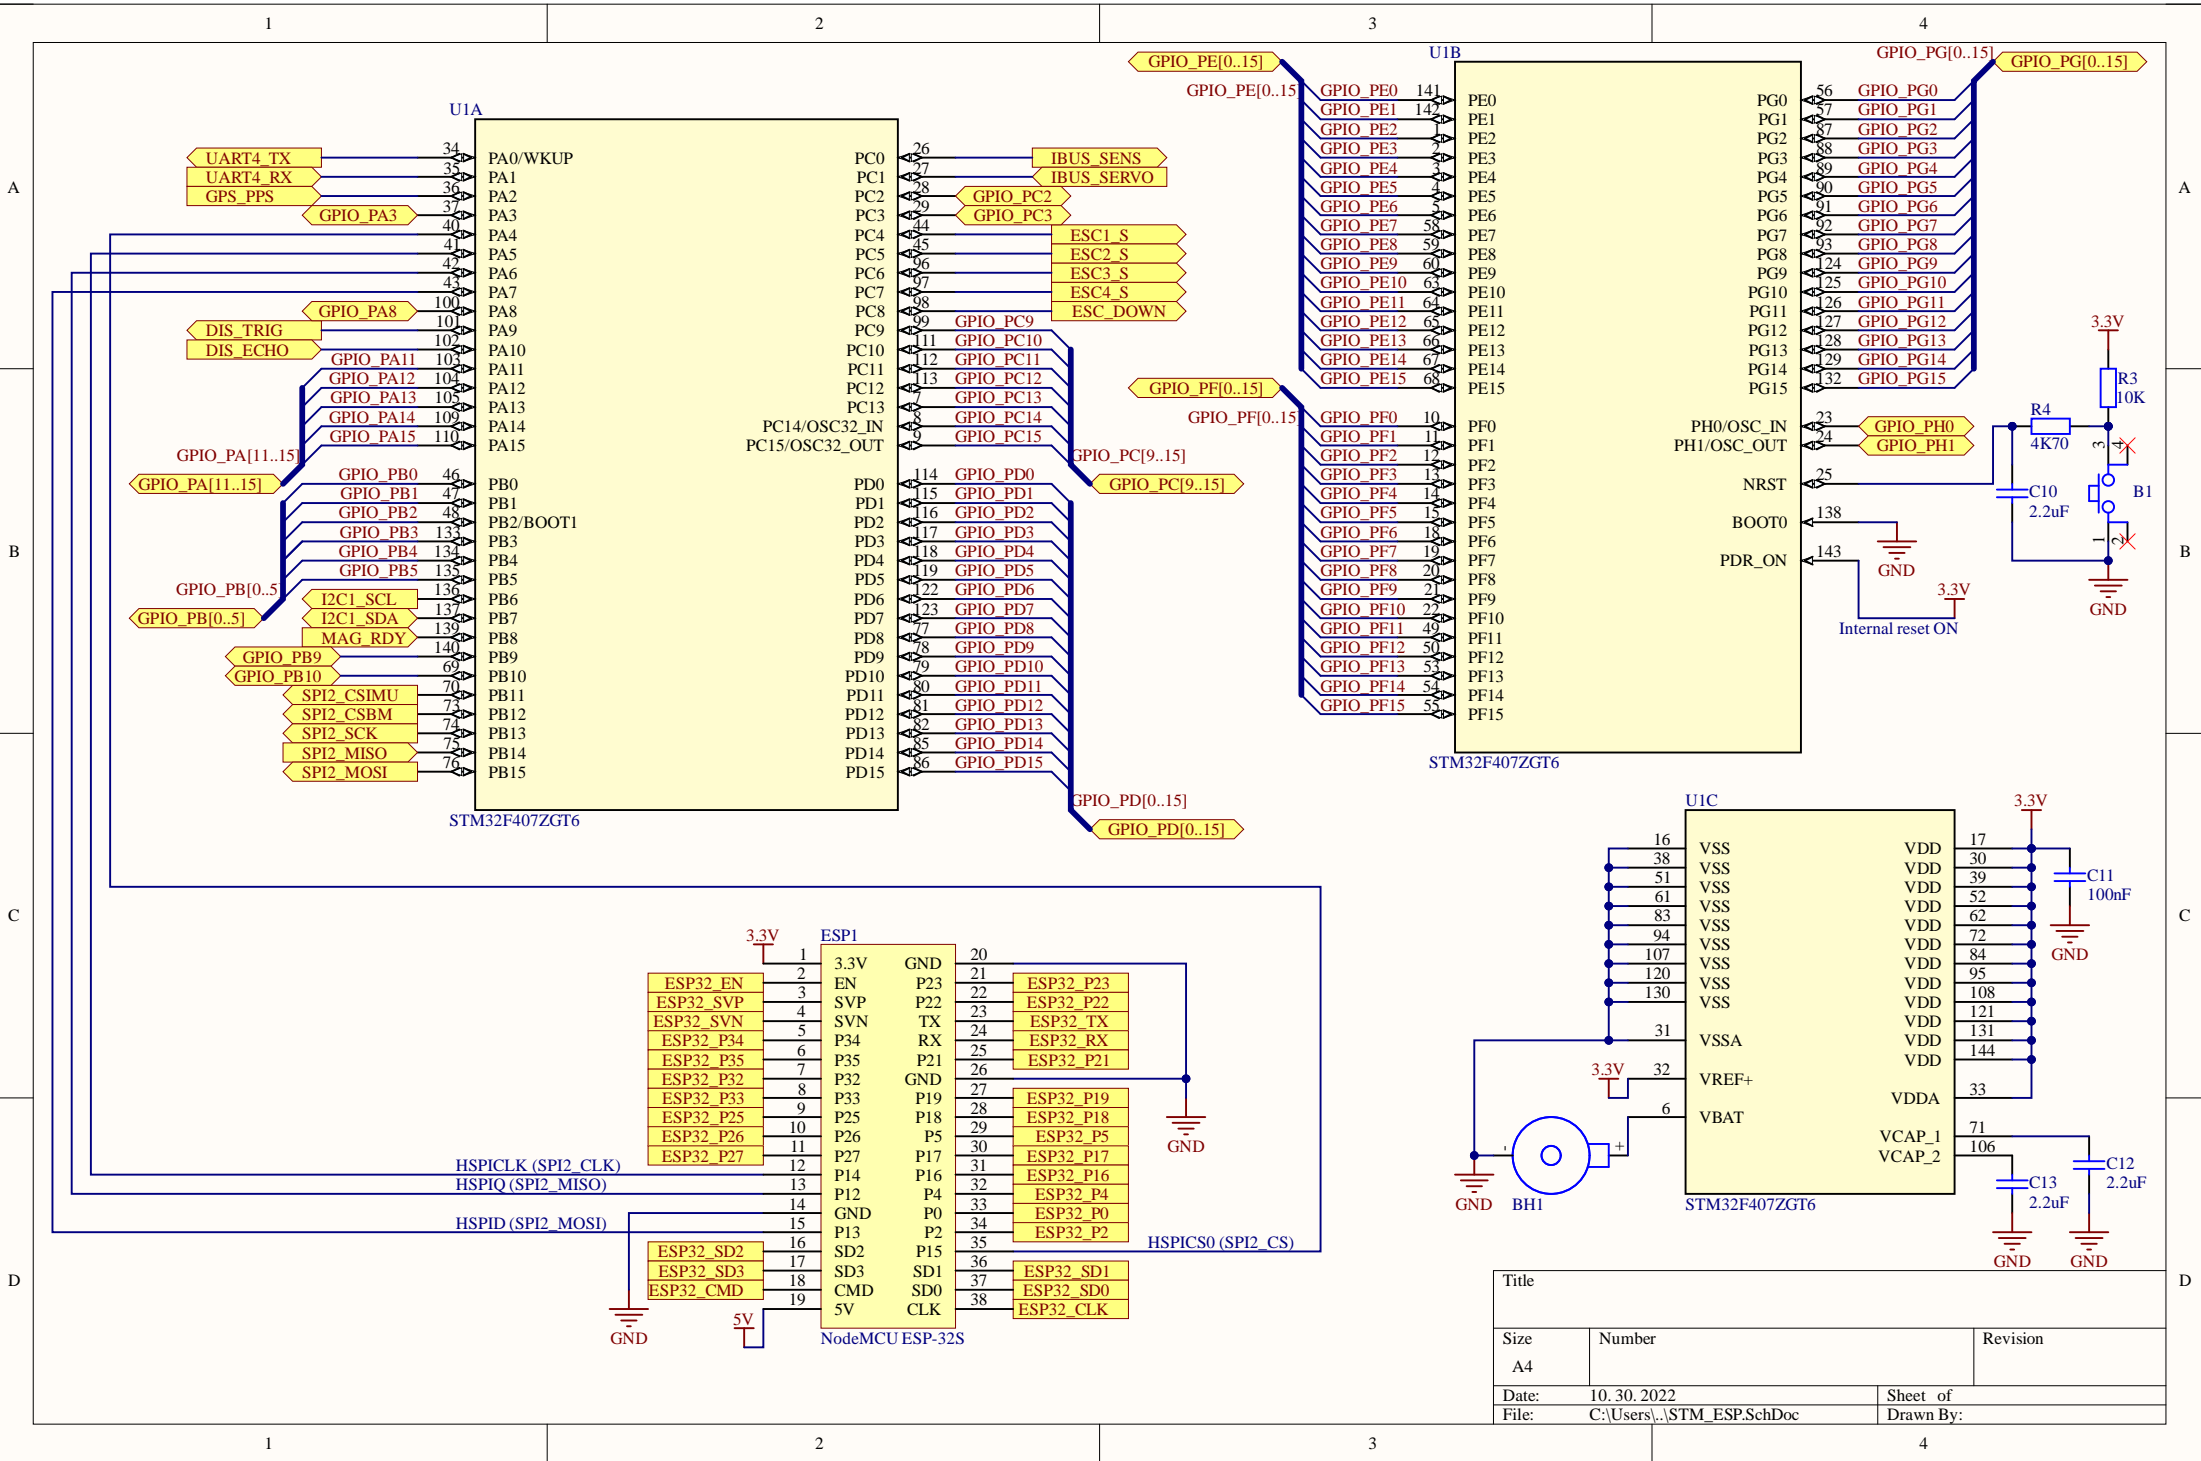 1 2 3 4
A A
B B
C C
D D
1 2 3 4
U1A
UART4_TX 34 PA0/WKUP
UART4_RX 35 PA1
GPS_PPS 36 PA2
GPIO_PA3 37 PA3
40 PA4
41 PA5
42 PA6
43 PA7
GPIO_PA8 100 PA8
DIS_TRIG 101 PA9
DIS_ECHO 102 PA10
GPIO_PA11 103 PA11
GPIO_PA12 104 PA12
GPIO_PA13 105 PA13
GPIO_PA14 109 PA14
GPIO_PA15 110 PA15
GPIO_PA[11..15]
GPIO_PA[11..15]
GPIO_PB0 46 PB0
GPIO_PB1 47 PB1
GPIO_PB2 48 PB2/BOOT1
GPIO_PB3 133 PB3
GPIO_PB4 134 PB4
GPIO_PB5 135 PB5
GPIO_PB[0..5]
GPIO_PB[0..5]
I2C1_SCL 136 PB6
I2C1_SDA 137 PB7
MAG_RDY 139 PB8
GPIO_PB9 140 PB9
GPIO_PB10 69 PB10
SPI2_CSIMU 70 PB11
SPI2_CSBM 73 PB12
SPI2_SCK 74 PB13
SPI2_MISO 75 PB14
SPI2_MOSI 76 PB15
PC0 26 IBUS_SENS
PC1 27 IBUS_SERVO
PC2 28 GPIO_PC2
PC3 29 GPIO_PC3
PC4 44 ESC1_S
PC5 45 ESC2_S
PC6 96 ESC3_S
PC7 97 ESC4_S
PC8 98 ESC_DOWN
PC9 99 GPIO_PC9
PC10 111 GPIO_PC10
PC11 112 GPIO_PC11
PC12 113 GPIO_PC12
PC13 7 GPIO_PC13
PC14/OSC32_IN 8 GPIO_PC14
PC15/OSC32_OUT 9 GPIO_PC15
GPIO_PC[9..15]
GPIO_PC[9..15]
PD0 114 GPIO_PD0
PD1 115 GPIO_PD1
PD2 116 GPIO_PD2
PD3 117 GPIO_PD3
PD4 118 GPIO_PD4
PD5 119 GPIO_PD5
PD6 122 GPIO_PD6
PD7 123 GPIO_PD7
PD8 77 GPIO_PD8
PD9 78 GPIO_PD9
PD10 79 GPIO_PD10
PD11 80 GPIO_PD11
PD12 81 GPIO_PD12
PD13 82 GPIO_PD13
PD14 85 GPIO_PD14
PD15 86 GPIO_PD15
GPIO_PD[0..15]
GPIO_PD[0..15]
STM32F407ZGT6
U1B
GPIO_PE[0..15]
GPIO_PE[0..15]
GPIO_PE0 141 PE0
GPIO_PE1 142 PE1
GPIO_PE2 1 PE2
GPIO_PE3 2 PE3
GPIO_PE4 3 PE4
GPIO_PE5 4 PE5
GPIO_PE6 5 PE6
GPIO_PE7 58 PE7
GPIO_PE8 59 PE8
GPIO_PE9 60 PE9
GPIO_PE10 63 PE10
GPIO_PE11 64 PE11
GPIO_PE12 65 PE12
GPIO_PE13 66 PE13
GPIO_PE14 67 PE14
GPIO_PE15 68 PE15
GPIO_PF[0..15]
GPIO_PF[0..15]
GPIO_PF0 10 PF0
GPIO_PF1 11 PF1
GPIO_PF2 12 PF2
GPIO_PF3 13 PF3
GPIO_PF4 14 PF4
GPIO_PF5 15 PF5
GPIO_PF6 18 PF6
GPIO_PF7 19 PF7
GPIO_PF8 20 PF8
GPIO_PF9 21 PF9
GPIO_PF10 22 PF10
GPIO_PF11 49 PF11
GPIO_PF12 50 PF12
GPIO_PF13 53 PF13
GPIO_PF14 54 PF14
GPIO_PF15 55 PF15
GPIO_PG[0..15]
GPIO_PG[0..15]
PG0 56 GPIO_PG0
PG1 57 GPIO_PG1
PG2 87 GPIO_PG2
PG3 88 GPIO_PG3
PG4 89 GPIO_PG4
PG5 90 GPIO_PG5
PG6 91 GPIO_PG6
PG7 92 GPIO_PG7
PG8 93 GPIO_PG8
PG9 124 GPIO_PG9
PG10 125 GPIO_PG10
PG11 126 GPIO_PG11
PG12 127 GPIO_PG12
PG13 128 GPIO_PG13
PG14 129 GPIO_PG14
PG15 132 GPIO_PG15
PH0/OSC_IN 23 GPIO_PH0
PH1/OSC_OUT 24 GPIO_PH1
NRST 25
BOOT0 138
GND
PDR_ON 143
3.3V
Internal reset ON
STM32F407ZGT6
3.3V
R3
10K
R4
4K70
3 4
C10
2.2uF
B1
1 2
GND
U1C
16 VSS
38 VSS
51 VSS
61 VSS
83 VSS
94 VSS
107 VSS
120 VSS
130 VSS
31 VSSA
3.3V
32 VREF+
6 VBAT
- +
GND
BH1
3.3V
VDD 17
VDD 30
VDD 39
VDD 52
VDD 62
VDD 72
VDD 84
VDD 95
VDD 108
VDD 121
VDD 131
VDD 144
VDDA 33
VCAP_1 71
VCAP_2 106
C11
100nF
GND
C12
2.2uF
C13
2.2uF
GND GND
STM32F407ZGT6
ESP1
3.3V
1 3.3V
ESP32_EN 2 EN
ESP32_SVP 3 SVP
ESP32_SVN 4 SVN
ESP32_P34 5 P34
ESP32_P35 6 P35
ESP32_P32 7 P32
ESP32_P33 8 P33
ESP32_P25 9 P25
ESP32_P26 10 P26
ESP32_P27 11 P27
HSPICLK (SPI2_CLK) 12 P14
HSPIQ (SPI2_MISO) 13 P12
14 GND
HSPID (SPI2_MOSI) 15 P13
ESP32_SD2 16 SD2
ESP32_SD3 17 SD3
ESP32_CMD 18 CMD
19 5V
GND
5V
GND 20
P23 21 ESP32_P23
P22 22 ESP32_P22
TX 23 ESP32_TX
RX 24 ESP32_RX
P21 25 ESP32_P21
GND 26
P19 27 ESP32_P19
P18 28 ESP32_P18
P5 29 ESP32_P5
P17 30 ESP32_P17
P16 31 ESP32_P16
P4 32 ESP32_P4
P0 33 ESP32_P0
P2 34 ESP32_P2
P15 35 HSPICS0 (SPI2_CS)
SD1 36 ESP32_SD1
SD0 37 ESP32_SD0
CLK 38 ESP32_CLK
GND
NodeMCU ESP-32S
Title
Size Number Revision
A4
Date: 10. 30. 2022 Sheet of
File: C:\Users\..\STM_ESP.SchDoc Drawn By: